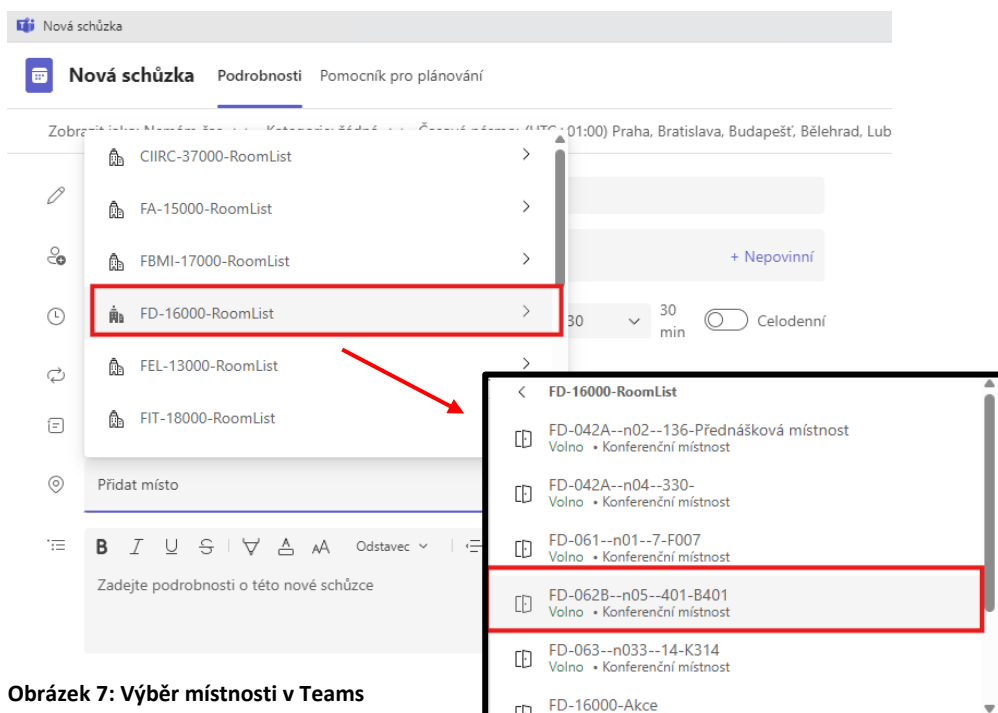 Nová schůzka
Nová schůzka Podrobnosti Pomocník pro plánování
Praha, Bratislava, Budapešť, Bělehrad, Lub
CIIRC-37000-RoomList
FA-15000-RoomList
FBMI-17000-RoomList
+ Nepovinní
FD-16000-RoomList
30 30 min Celodenní
FEL-13000-RoomList
FIT-18000-RoomList
Přidat místo
B I U S A AA Odstavec
Zadejte podrobnosti o této nové schůzce
FD-16000-RoomList
FD-042A--n02--136-Přednášková místnost
Volno • Konferenční místnost
FD-042A--n04--330-
Volno • Konferenční místnost
FD-061--n01--7-F007
Volno • Konferenční místnost
FD-062B--n05--401-B401
Volno • Konferenční místnost
FD-063--n033--14-K314
Volno • Konferenční místnost
FD-16000-Akce
Obrázek 7: Výběr místnosti v Teams